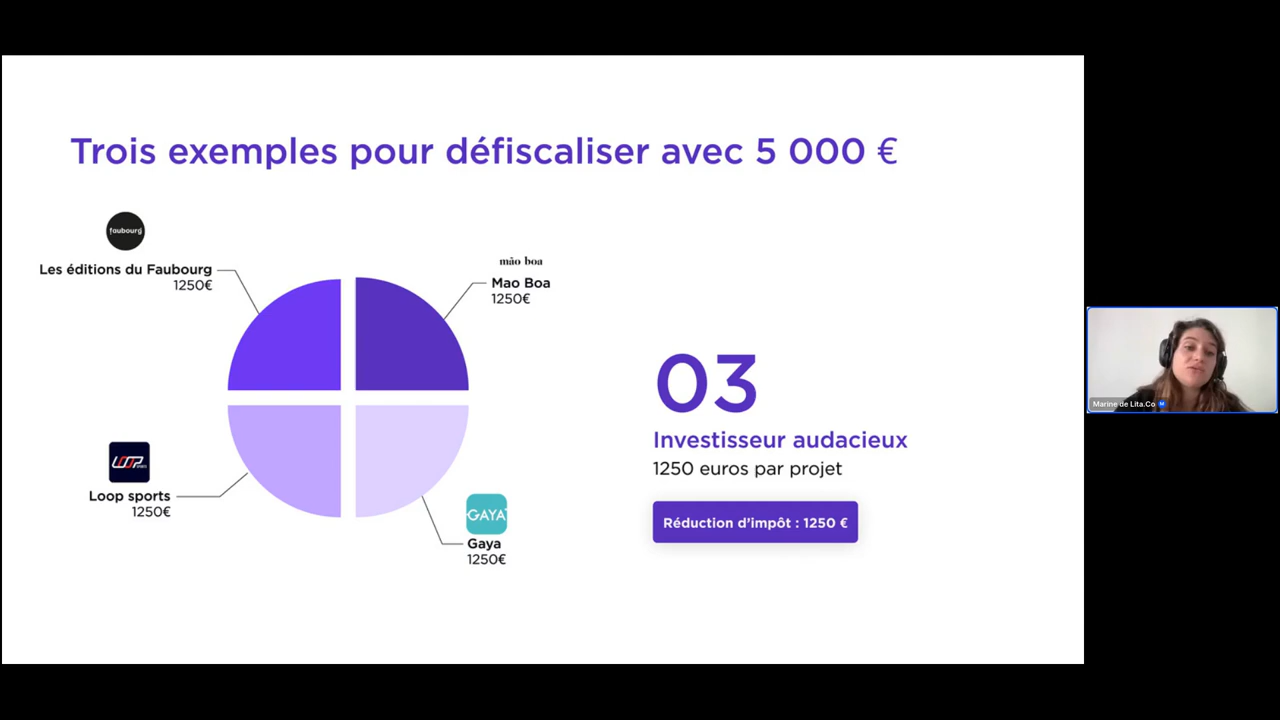 Trois exemples pour défiscaliser avec 5 000 €
faubourg
Les éditions du Faubourg
1250€
mão boa
Mao Boa
1250€
03
Investisseur audacieux
1250 euros par projet
Réduction d'impôt : 1250 €
LOOP
Loop sports
1250€
GAYA
Gaya
1250€
Marine de Lita.Co